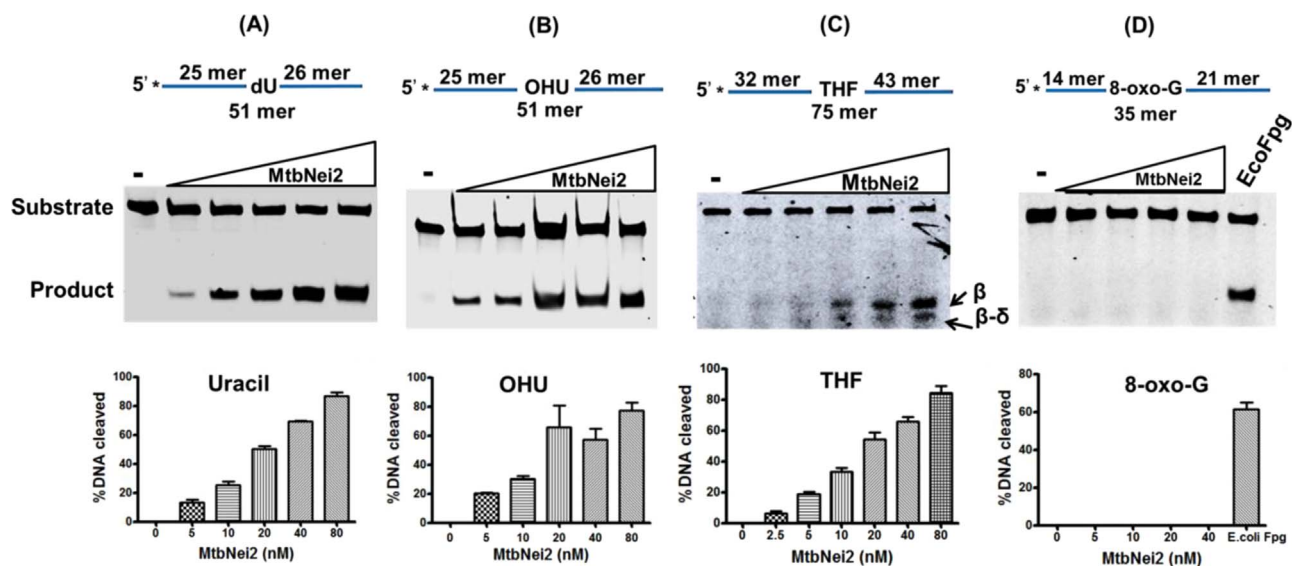 (A)
25 mer
26 mer
5' *
dU
51 mer
-
MtbNei2
Substrate
Product
(B)
25 mer
26 mer
5' *
OHU
51 mer
-
MtbNei2
(C)
32 mer
43 mer
5' *
THF
75 mer
-
MtbNei2
β
β-δ
(D)
14 mer
21 mer
5' *
8-oxo-G
35 mer
-
MtbNei2
EcoFpg
Uracil
%DNA cleaved
100
80
60
40
20
0
0 5 10 20 40 80
MtbNei2 (nM)
OHU
%DNA cleaved
100
80
60
40
20
0
0 5 10 20 40 80
MtbNei2 (nM)
THF
%DNA cleaved
100
80
60
40
20
0
0 2.5 5 10 20 40 80
MtbNei2 (nM)
8-oxo-G
%DNA cleaved
80
60
40
20
0
0 5 10 20 40 E.coli Fpg
MtbNei2 (nM)